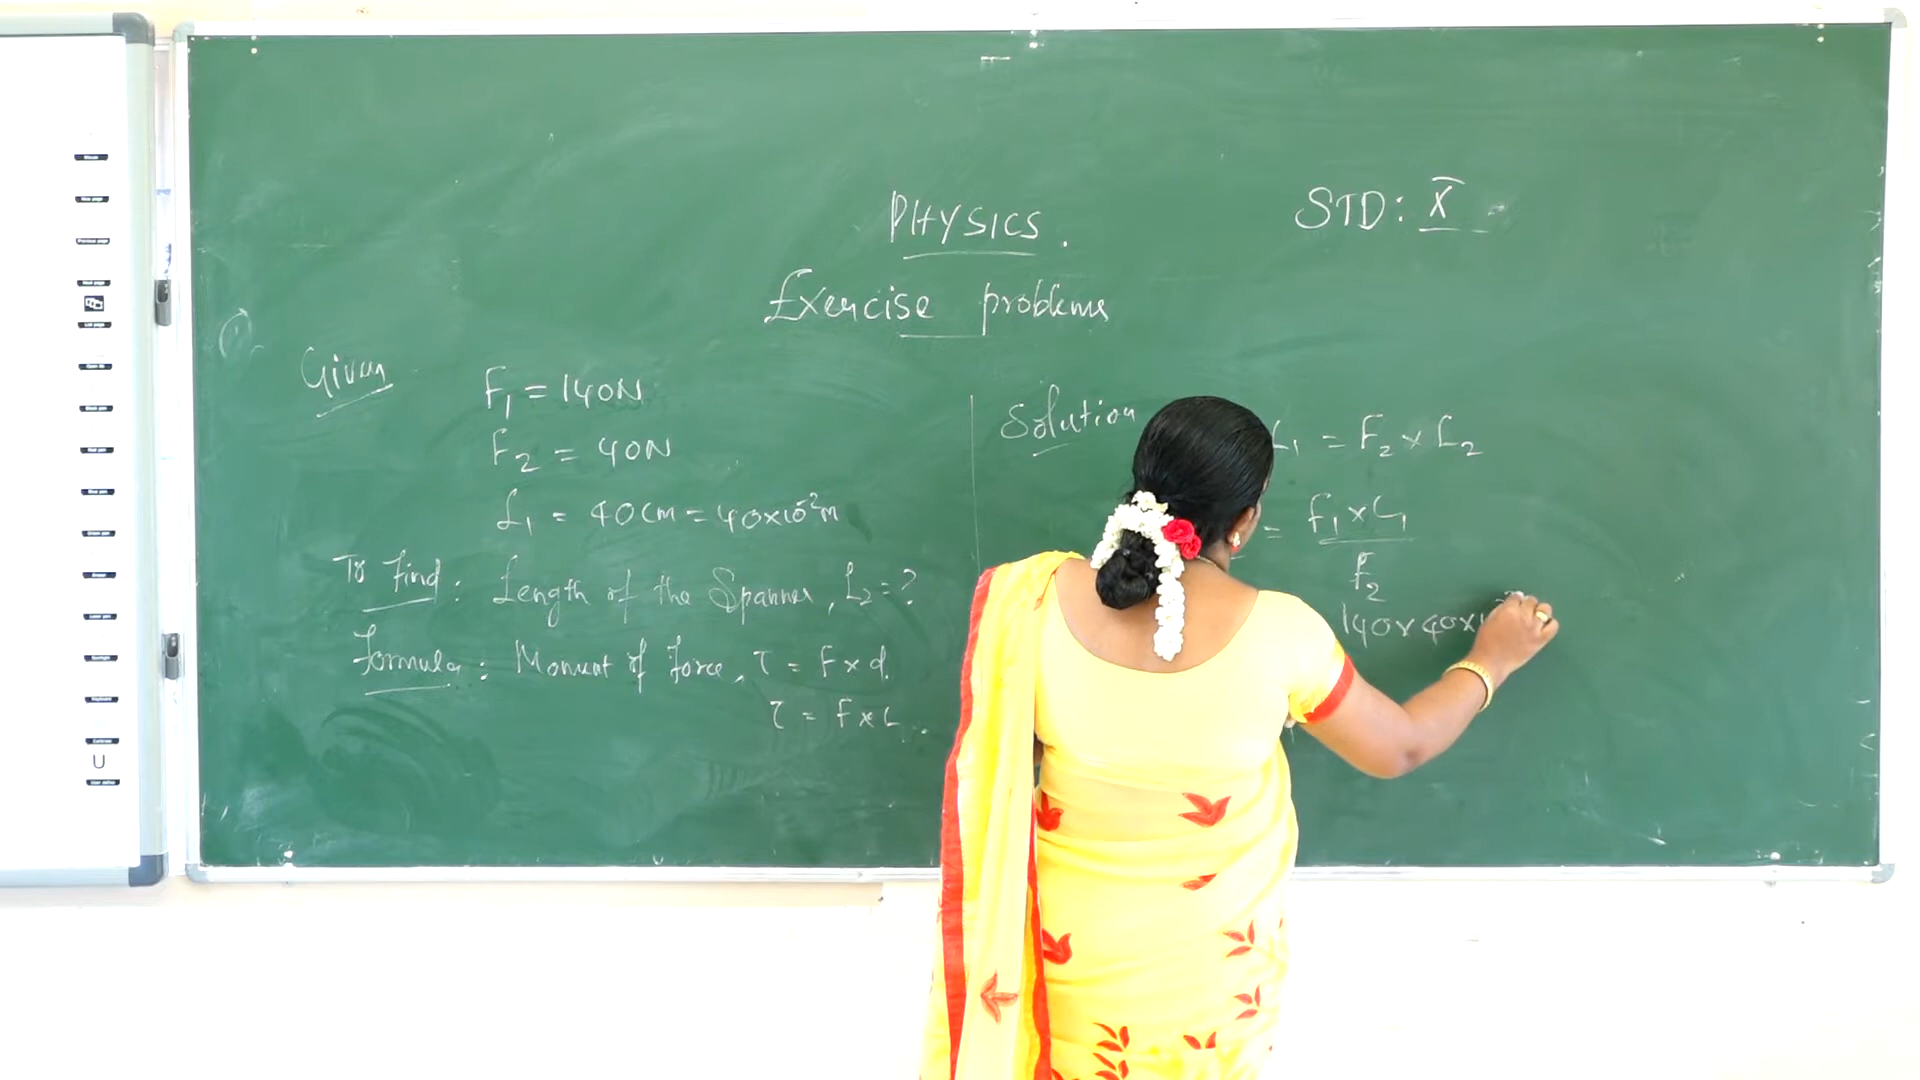 PHYSICS.
STD: X
Exercise problems
Given
F₁ = 140N
F₂ = 40N
L₁ = 40cm = 40×10⁻²m
To Find: Length of the Spanner, L₂ = ?
Formula: Moment of force, τ = F × d.
τ = F × L
Solution
L₁ = F₂ × L₂
= F₁ × L₁
F₂
140 × 40 ×